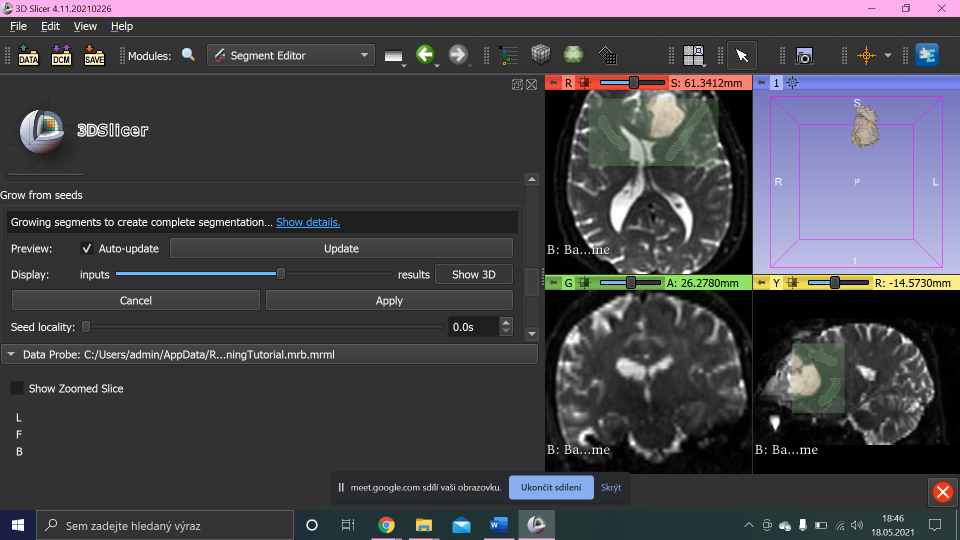 3D Slicer 4.11.20210226
File Edit View Help
DATA DCM SAVE Modules: Segment Editor
R S: 61.3412mm 1
3DSlicer
S
R L
P
I
B: Ba...me
Grow from seeds
Growing segments to create complete segmentation... Show details.
Preview: Auto-update Update
Display: inputs results Show 3D
Cancel Apply
Seed locality: 0.0s
G A: 26.2780mm Y R: -14.5730mm
Data Probe: C:/Users/admin/AppData/R...ningTutorial.mrb.mrml
Show Zoomed Slice
L
F
B
B: Ba...me B: Ba...me
meet.google.com sdílí vaši obrazovku. Ukončit sdílení Skrýt
Sem zadejte hledaný výraz
18:46
18.05.2021